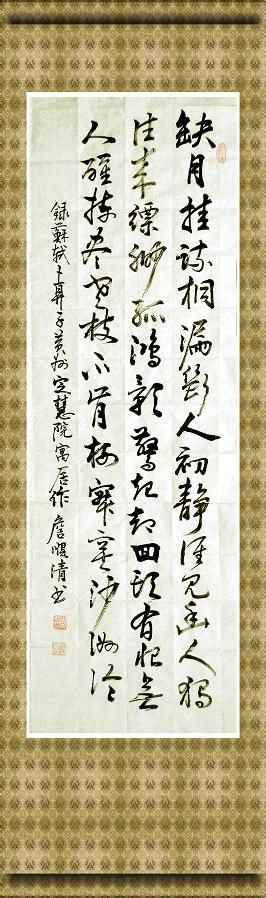 缺月挂疏桐漏断人初静谁见幽人独
往来缥缈孤鸿影惊起却回头有恨无
人省拣尽寒枝不肯栖寂寞沙洲冷
录苏轼卜算子黄州定慧院寓居作 詹暖清书